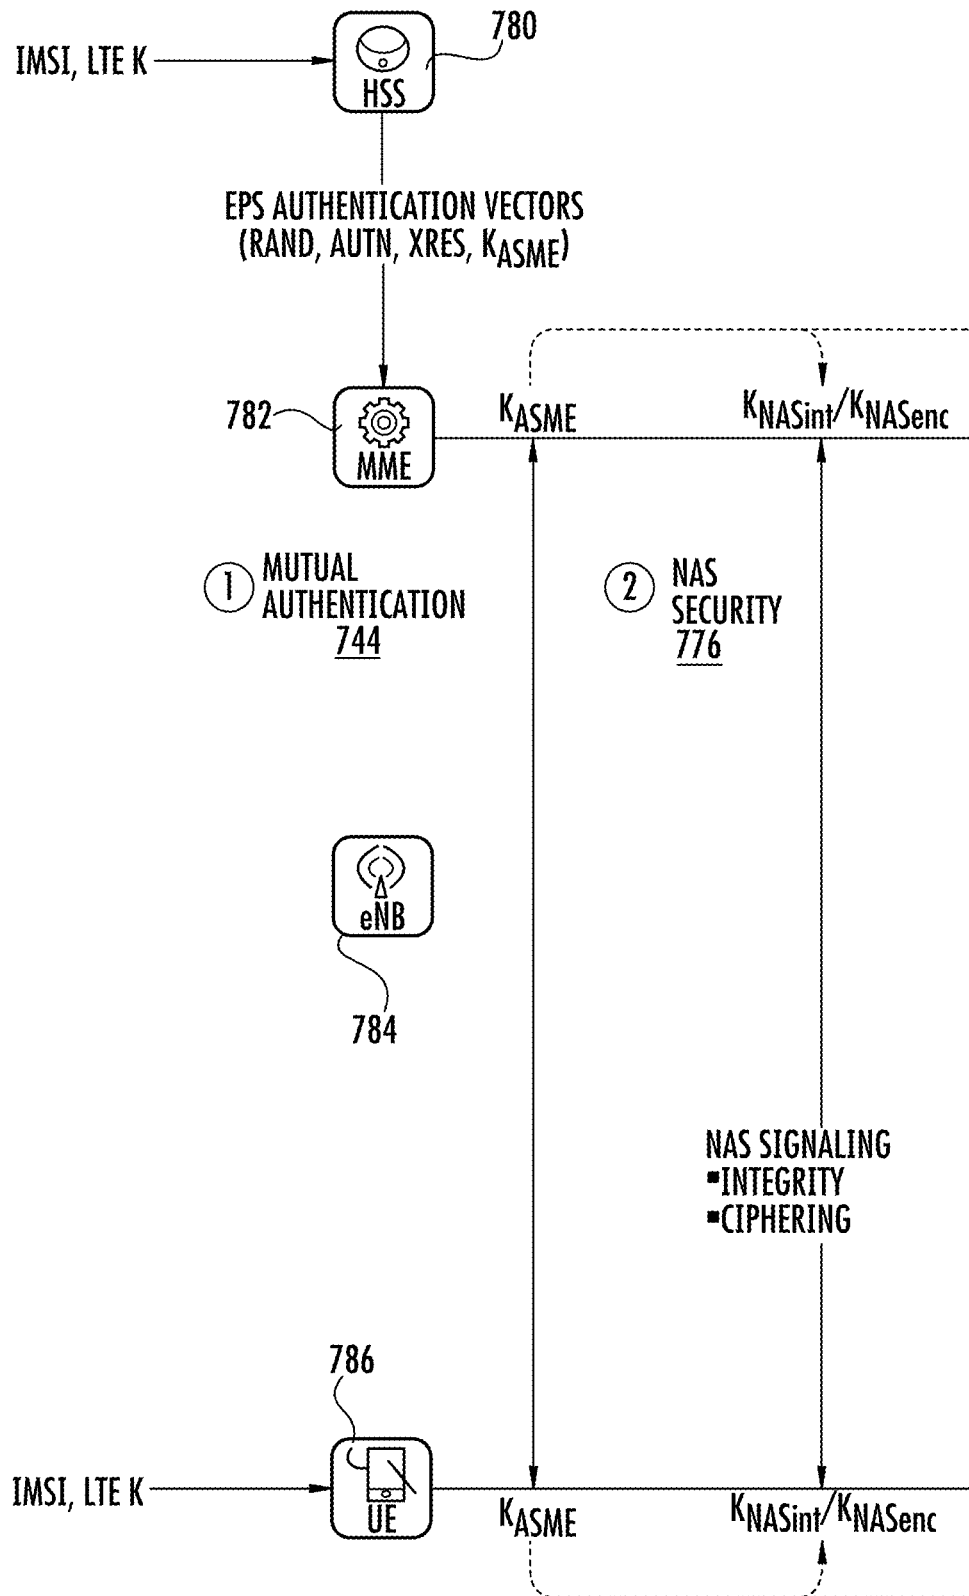 780
IMSI, LTE K
HSS
EPS AUTHENTICATION VECTORS
(RAND, AUTN, XRES, KASME)
782
MME
KASME
KNASint/KNASenc
1
MUTUAL
AUTHENTICATION
744
2
NAS
SECURITY
776
eNB
784
NAS SIGNALING
▪INTEGRITY
▪CIPHERING
786
IMSI, LTE K
UE
KASME
KNASint/KNASenc